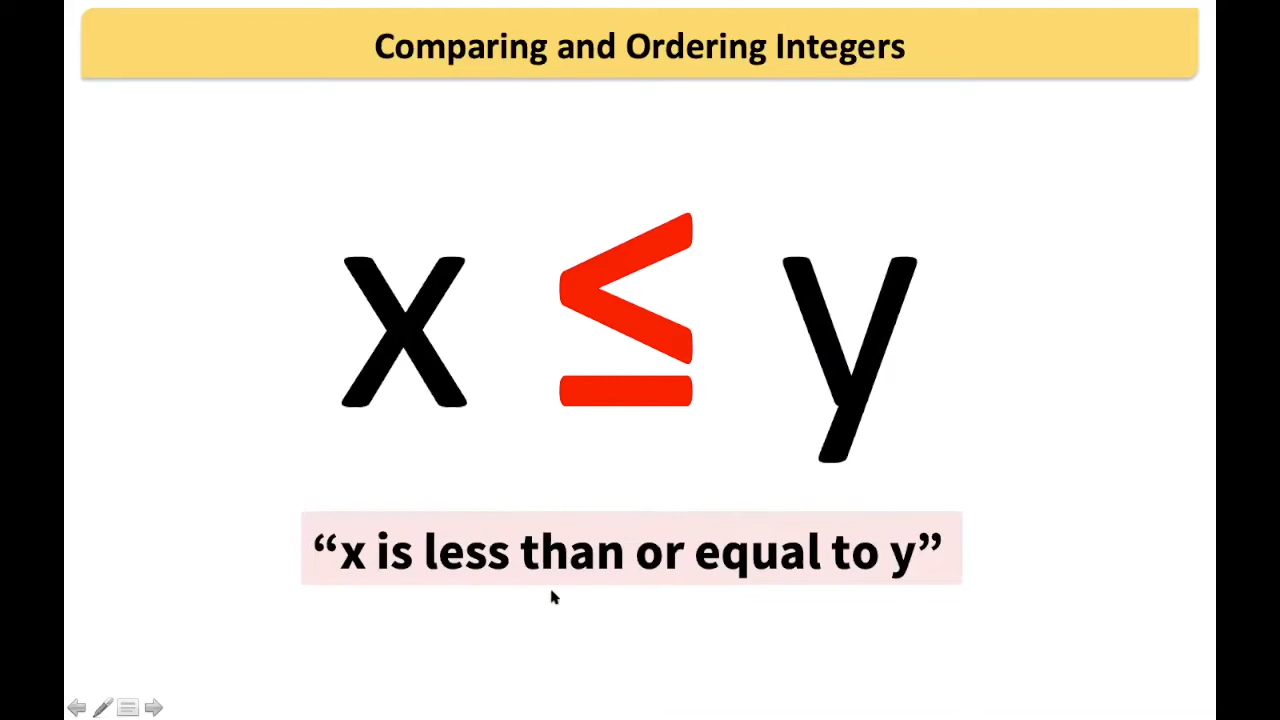 Comparing and Ordering Integers
x ≤ y
“x is less than or equal to y”